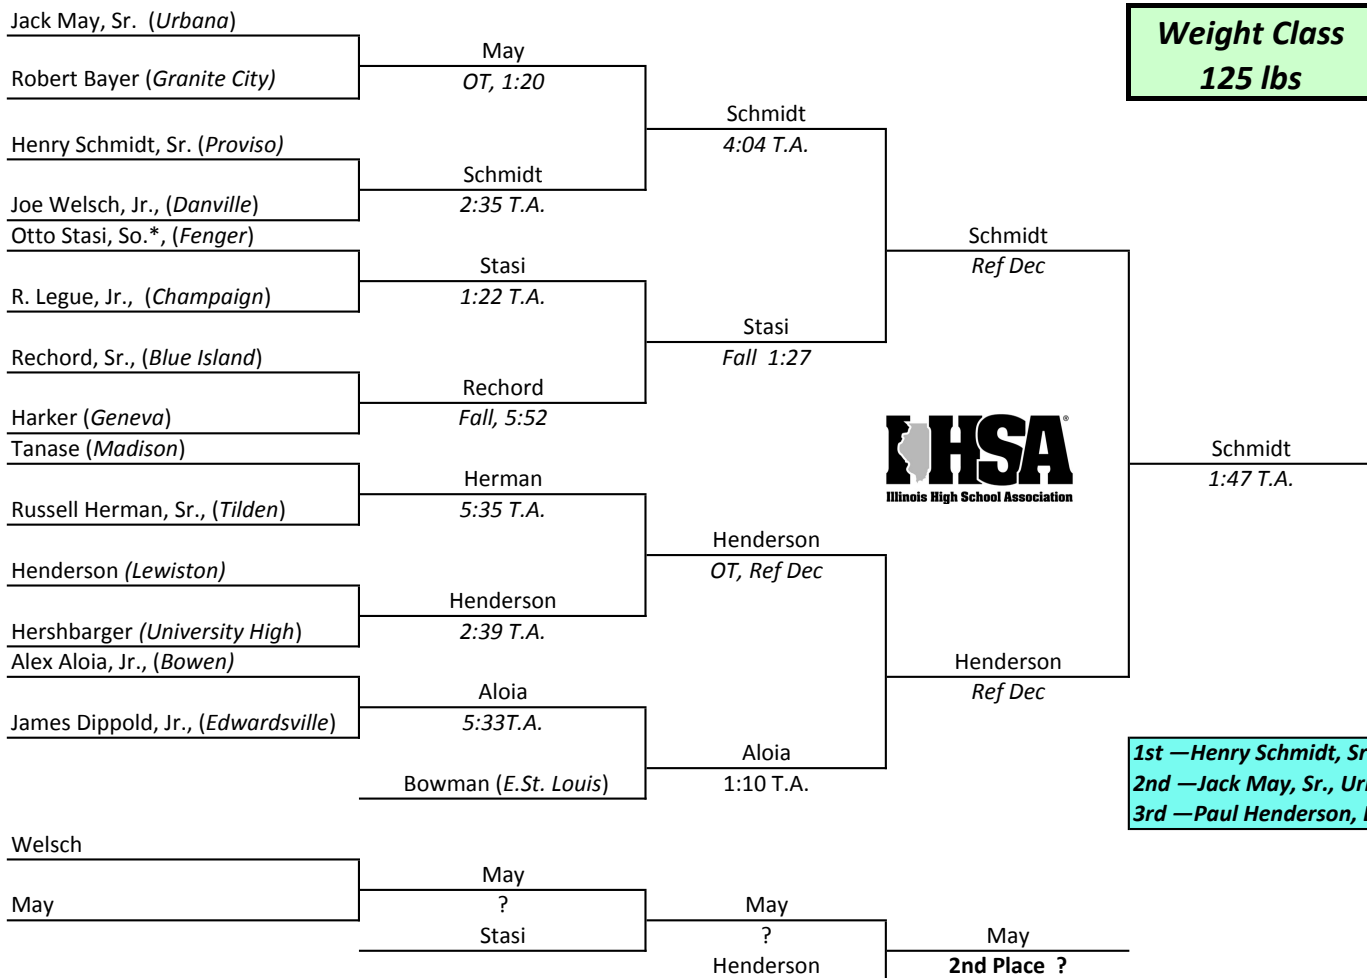 Jack May, Sr. (Urbana)
Robert Bayer (Granite City)
Henry Schmidt, Sr. (Proviso)
Joe Welsch, Jr., (Danville)
Otto Stasi, So.*, (Fenger)
R. Legue, Jr., (Champaign)
Rechord, Sr., (Blue Island)
Harker (Geneva)
Tanase (Madison)
Russell Herman, Sr., (Tilden)
Henderson (Lewiston)
Hershbarger (University High)
Alex Aloia, Jr., (Bowen)
James Dippold, Jr., (Edwardsville)
May
OT, 1:20
Schmidt
2:35 T.A.
Stasi
1:22 T.A.
Rechord
Fall, 5:52
Herman
5:35 T.A.
Henderson
2:39 T.A.
Aloia
5:33T.A.
Bowman (E.St. Louis)
Schmidt
4:04 T.A.
Stasi
Fall 1:27
Henderson
OT, Ref Dec
Aloia
1:10 T.A.
Schmidt
Ref Dec
Henderson
Ref Dec
Schmidt
1:47 T.A.
Weight Class
125 lbs
IHSA®
Illinois High School Association
1st —Henry Schmidt, Sr
2nd —Jack May, Sr., Ur
3rd —Paul Henderson,
Welsch
May
May
?
Stasi
May
?
Henderson
May
2nd Place ?